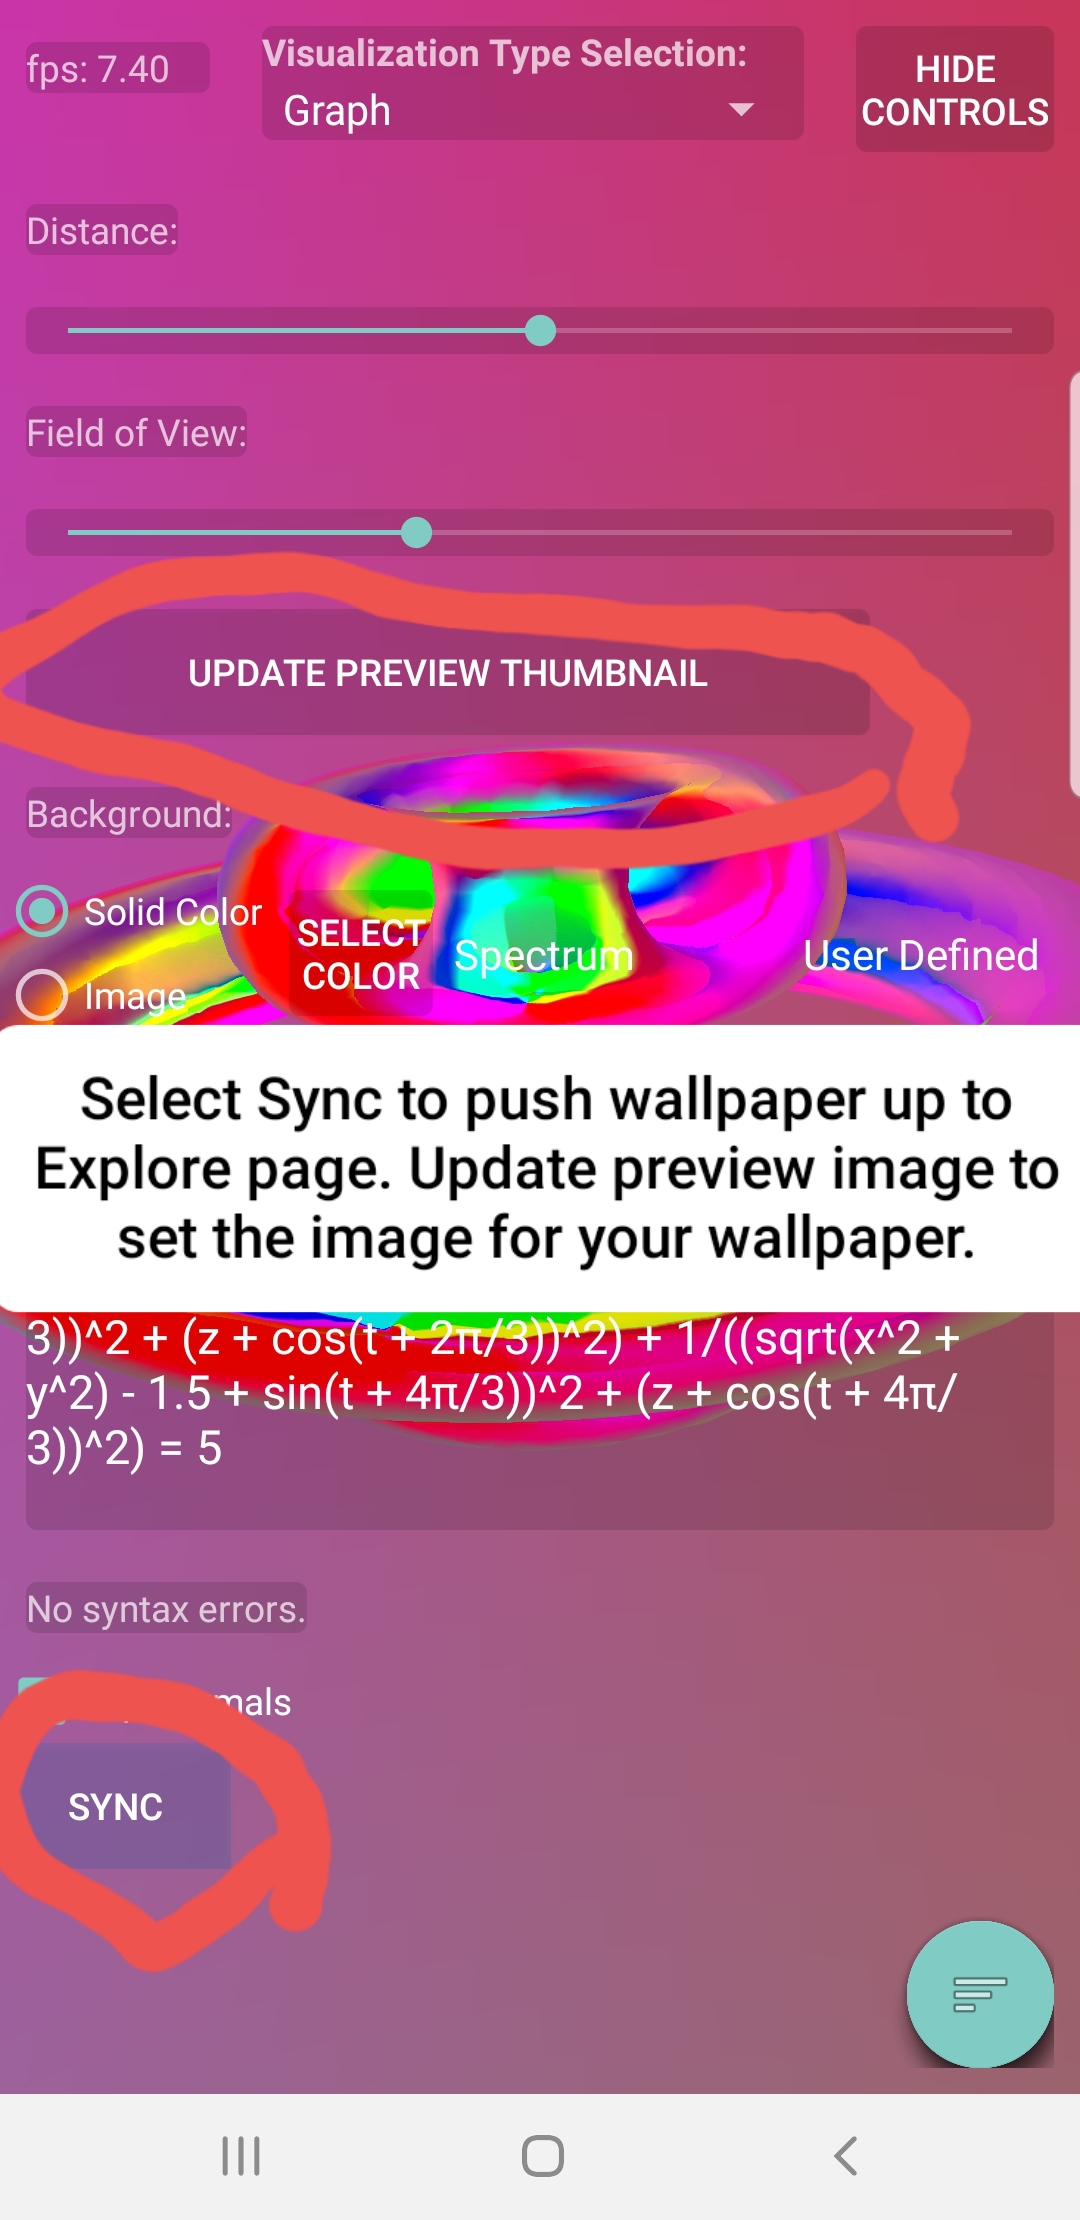 fps: 7.40
Visualization Type Selection:
Graph
HIDE
CONTROLS
Distance:
Field of View:
UPDATE PREVIEW THUMBNAIL
Background:
Solid Color
Image
SELECT
COLOR
Spectrum
User Defined
Select Sync to push wallpaper up to
Explore page. Update preview image to
set the image for your wallpaper.
3))^2 + (z + cos(t + 2π/3))^2) + 1/((sqrt(x^2 +
y^2) - 1.5 + sin(t + 4π/3))^2 + (z + cos(t + 4π/
3))^2) = 5
No syntax errors.
SYNC